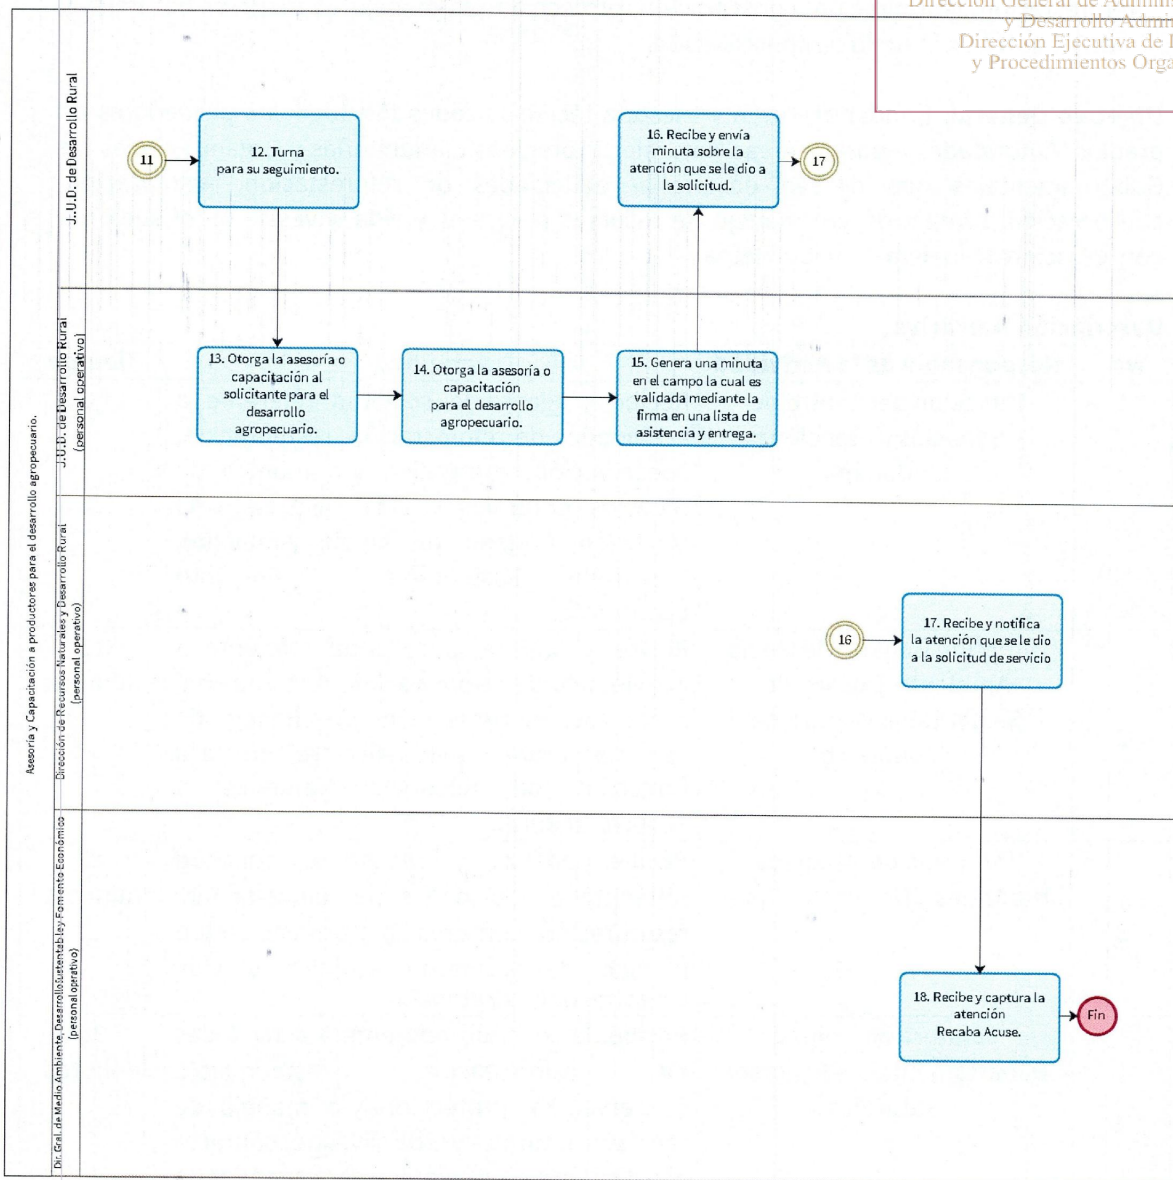 Dirección General de Admini
y Desarrollo Admi
Dirección Ejecutiva de
y Procedimientos Orga
Asesoría y Capacitación a productores para el desarrollo agropecuario.
J.U.D. de Desarrollo Rural
11
12. Turna
para su seguimiento.
16. Recibe y envía
minuta sobre la
atención que se le dio a
la solicitud.
17
J.U.D. de Desarrollo Rural
(personal operativo)
13. Otorga la asesoría o
capacitación al
solicitante para el
desarrollo
agropecuario.
14. Otorga la asesoría o
capacitación
para el desarrollo
agropecuario.
15. Genera una minuta
en el campo la cual es
validada mediante la
firma en una lista de
asistencia y entrega.
Dirección de Recursos Naturales y Desarrollo Rural
(personal operativo)
16
17. Recibe y notifica
la atención que se le dio
a la solicitud de servicio
Dir. Gral. de Medio Ambiente, Desarrollo Sustentable y Fomento Económico
(personal operativo)
18. Recibe y captura la
atención
Recaba Acuse.
Fin